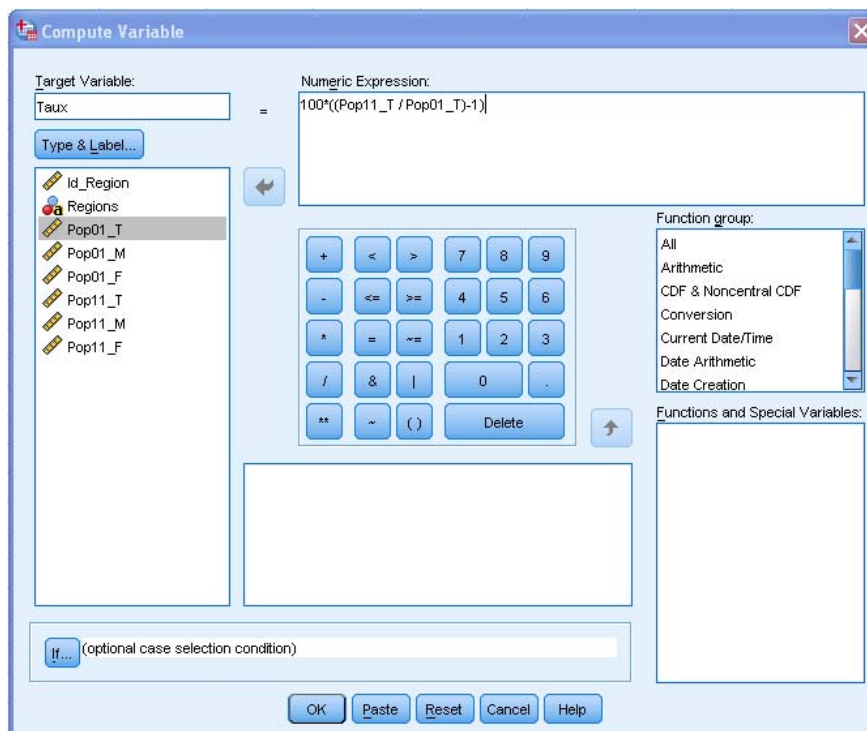 Compute Variable
Target Variable:
Taux
=
Numeric Expression:
100*((Pop11_T / Pop01_T)-1)
Type & Label...
Id_Region
Regions
Pop01_T
Pop01_M
Pop01_F
Pop11_T
Pop11_M
Pop11_F
+ < > 7 8 9
- <= >= 4 5 6
* = ~= 1 2 3
/ & | 0 .
** ~ ( ) Delete
Function group:
All
Arithmetic
CDF & Noncentral CDF
Conversion
Current Date/Time
Date Arithmetic
Date Creation
Functions and Special Variables:
If... (optional case selection condition)
OK Paste Reset Cancel Help